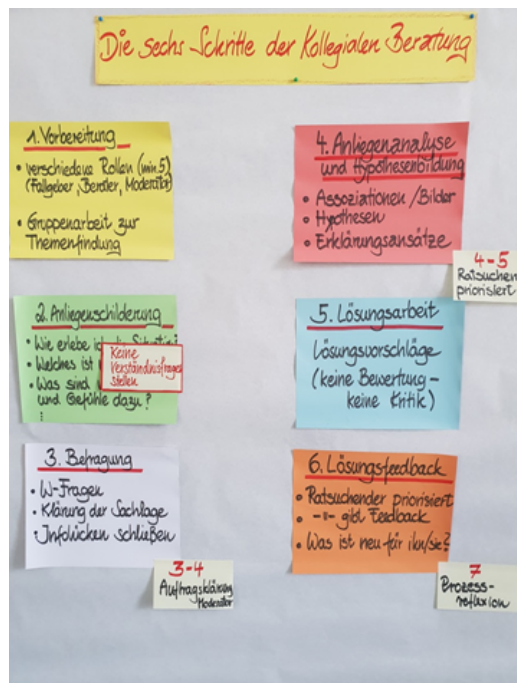 Die sechs Schritte der Kollegialen Beratung
1. Vorbereitung
• verschiedene Rollen (min. 5)
(Fallgeber, Berater, Moderator)
• Gruppenarbeit zur
Themenfindung
2. Anliegenschilderung
• Wie erlebe ich die Situation?
• Welches ist
• Was sind
und Gefühle dazu?
:
Keine
Verständnisfragen
stellen
3. Befragung
• W-Fragen
• Klärung der Sachlage
• Infolücken schließen
3-4
Auftragsklärung
Moderator
4. Anliegenanalyse
und Hypothesenbildung
• Assoziationen / Bilder
• Hypothesen
• Erklärungsansätze
4-5
Ratsuchen
priorisiert
5. Lösungsarbeit
Lösungsvorschläge
(keine Bewertung -
keine Kritik)
6. Lösungsfeedback
• Ratsuchender priorisiert
• -"- gibt Feedback
• Was ist neu für ihn/sie?
7
Prozess-
reflexion